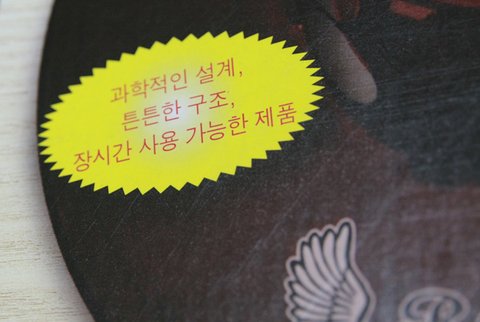 과학적인 설계,
튼튼한 구조,
장시간 사용 가능한 제품